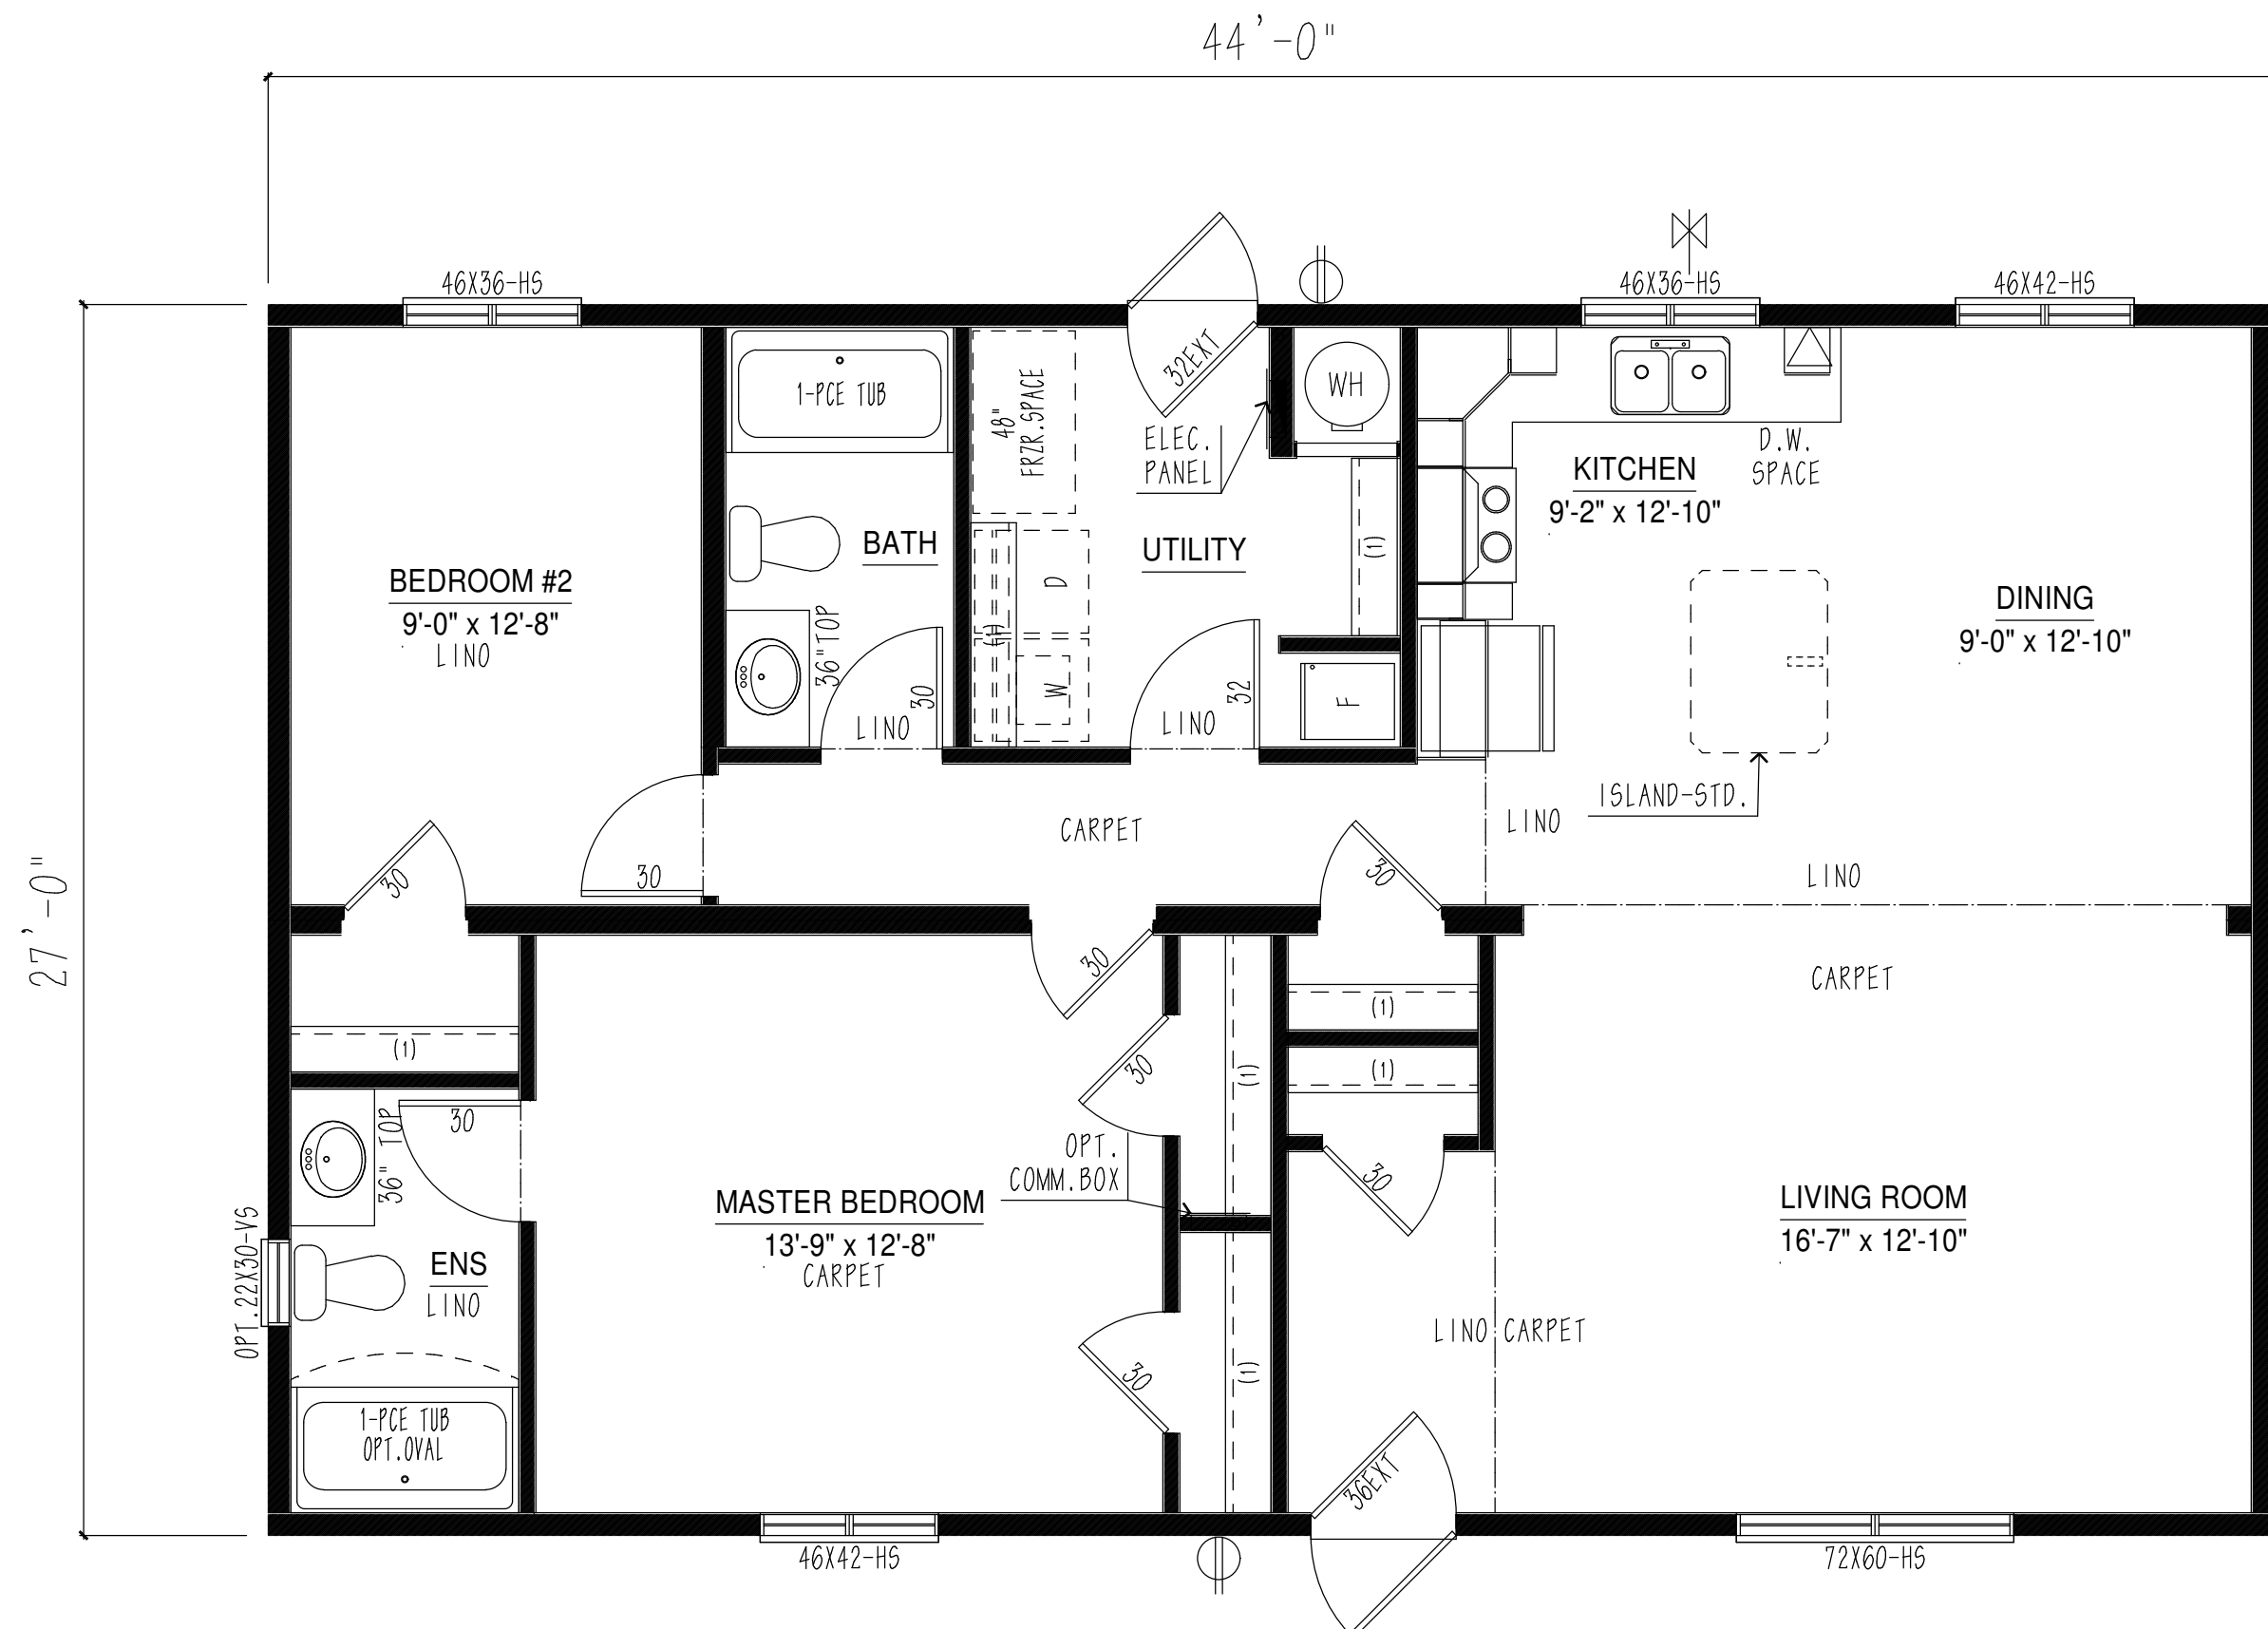 44'-0"
46X36-HS
46X36-HS
46X42-HS
32EXT
1-PCE TUB
48"
FRZR.SPACE
WH
ELEC.
PANEL
D.W.
SPACE
KITCHEN
9'-2" x 12'-10"
BATH
UTILITY
(1)
BEDROOM #2
9'-0" x 12'-8"
LINO
D
(1)
W
36"TOP
30
LINO
32
LINO
F
DINING
9'-0" x 12'-10"
ISLAND-STD.
LINO
CARPET
30
30
30
LINO
27'-0"
30
CARPET
(1)
(1)
(1)
(1)
30
30
36" TOP
OPT.
COMM.BOX
30
MASTER BEDROOM
13'-9" x 12'-8"
CARPET
LIVING ROOM
16'-7" x 12'-10"
ENS
LINO
OPT.22X30-VS
LINO
CARPET
30
(1)
1-PCE TUB
OPT.OVAL
36EXT
46X42-HS
72X60-HS